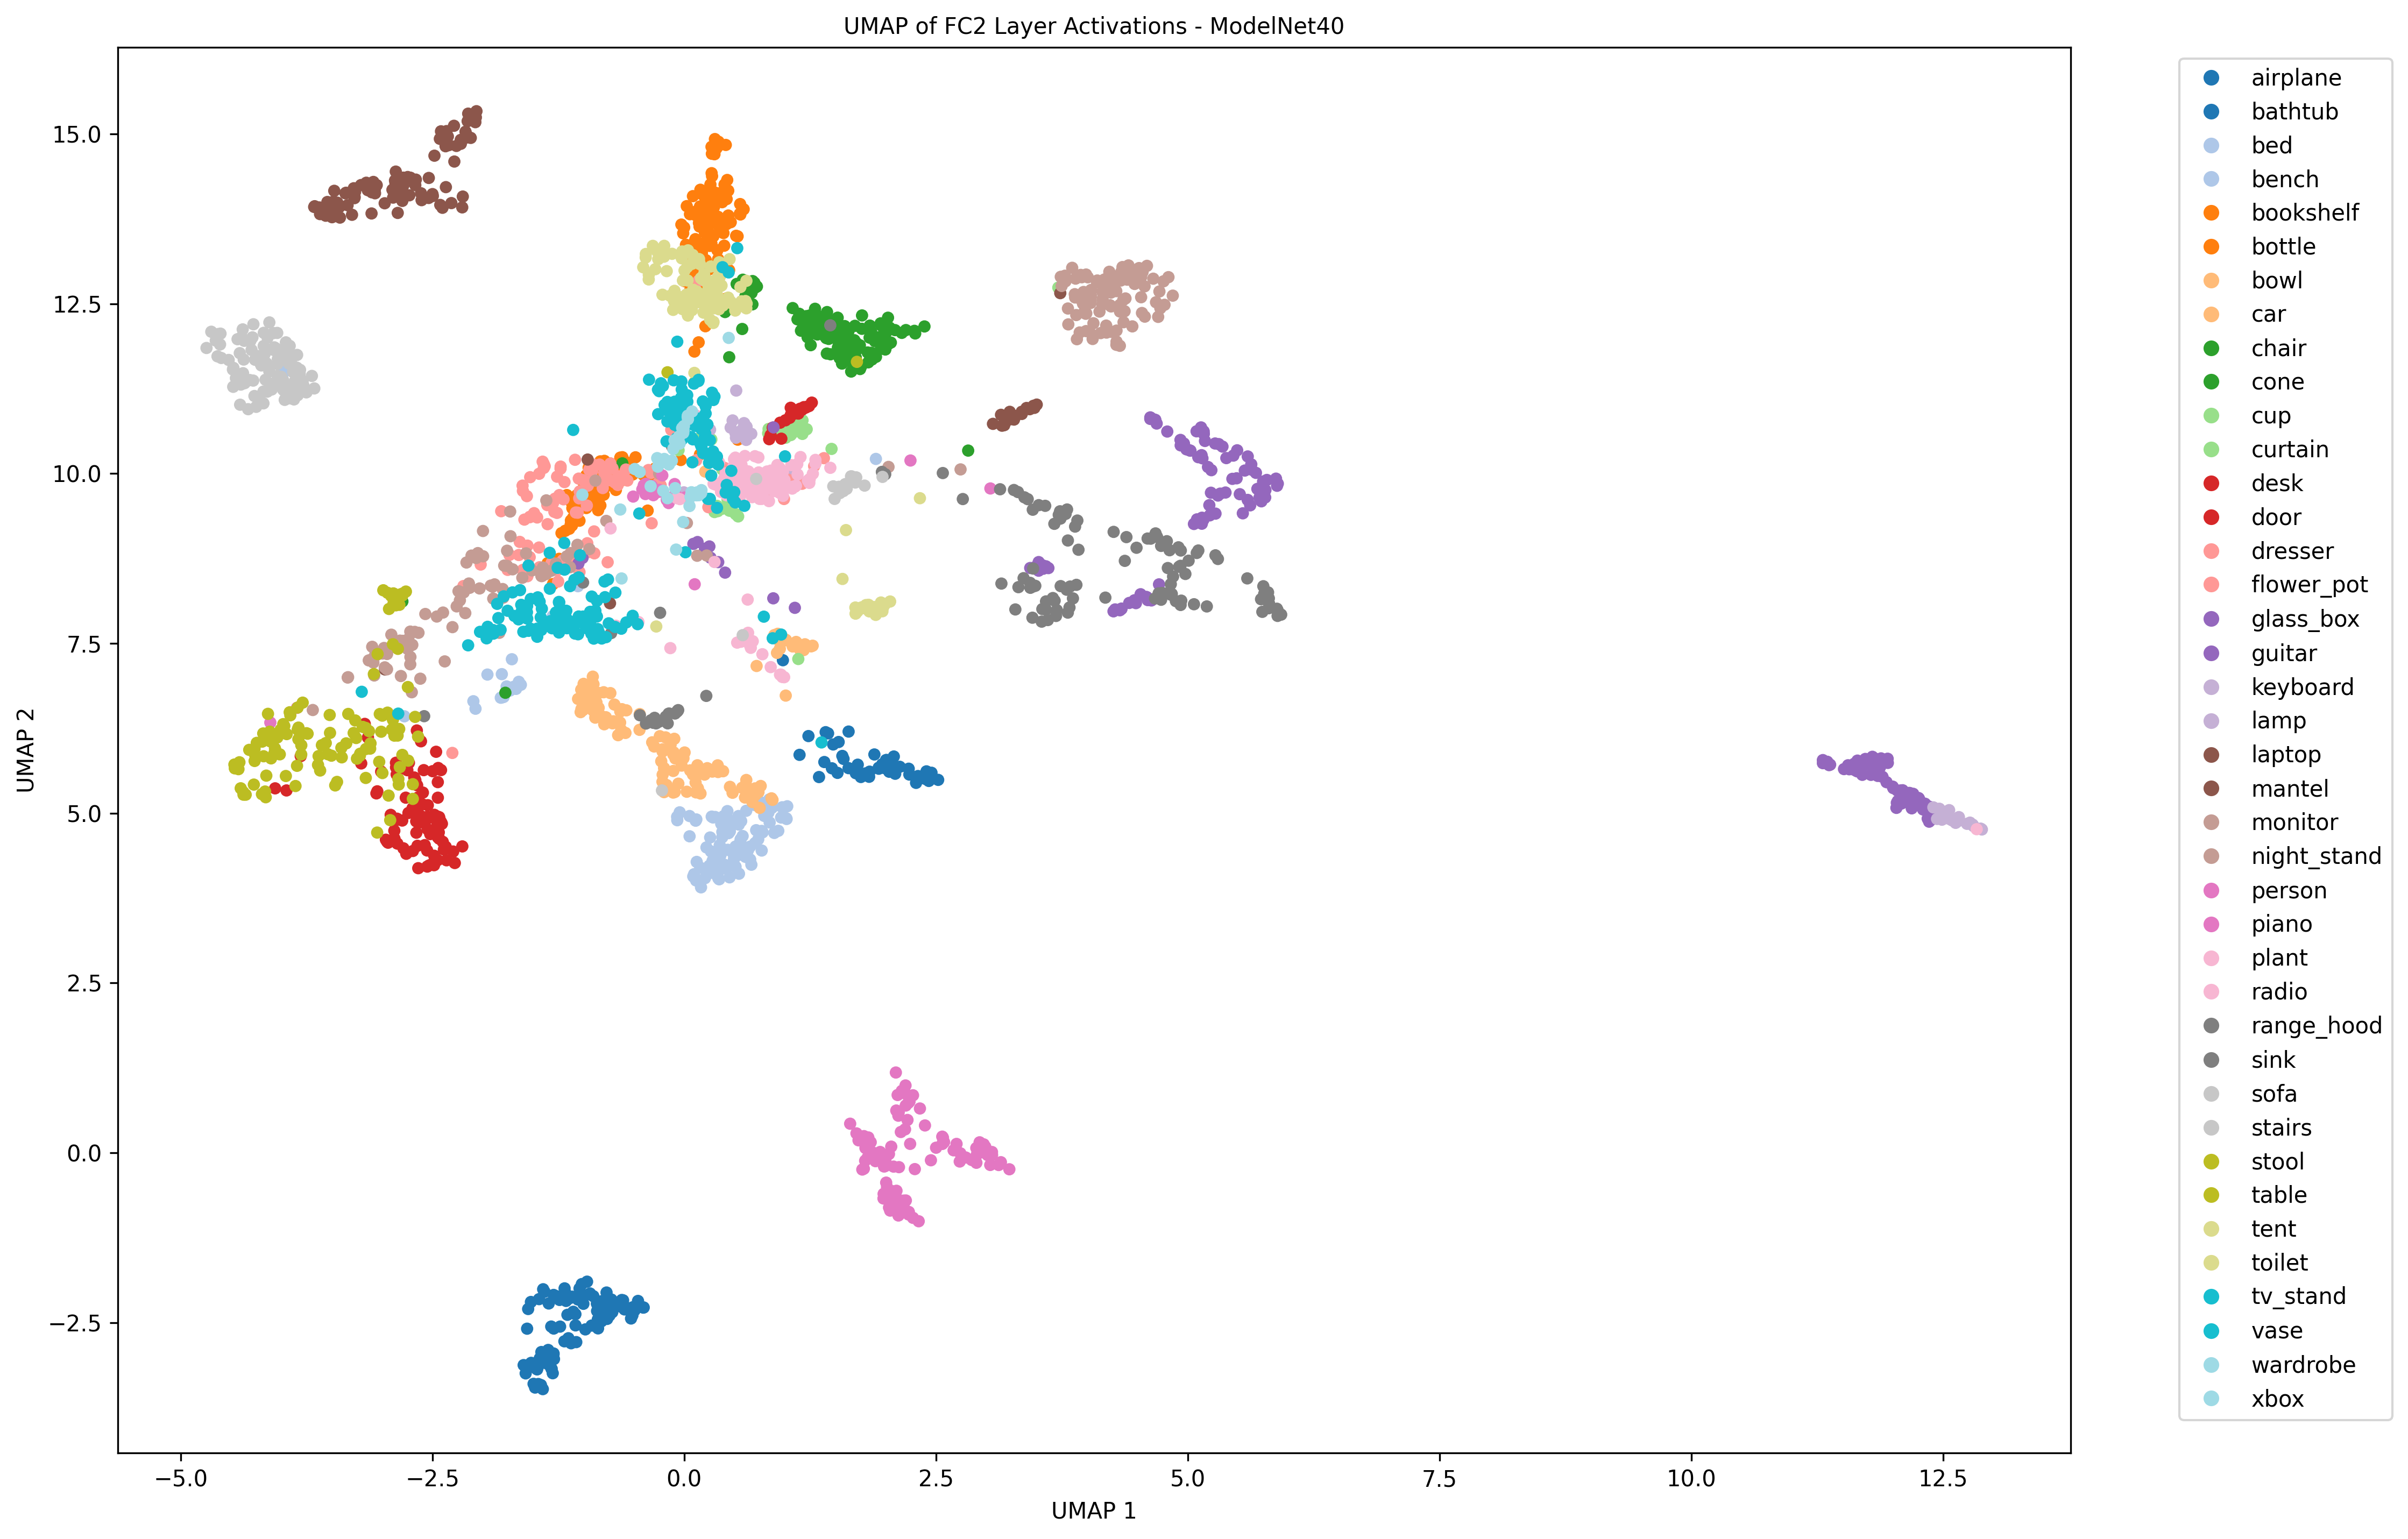 UMAP of FC2 Layer Activations - ModelNet40
15.0
12.5
10.0
7.5
5.0
2.5
0.0
−2.5
UMAP 2
−5.0
−2.5
0.0
2.5
5.0
7.5
10.0
12.5
UMAP 1
airplane
bathtub
bed
bench
bookshelf
bottle
bowl
car
chair
cone
cup
curtain
desk
door
dresser
flower_pot
glass_box
guitar
keyboard
lamp
laptop
mantel
monitor
night_stand
person
piano
plant
radio
range_hood
sink
sofa
stairs
stool
table
tent
toilet
tv_stand
vase
wardrobe
xbox